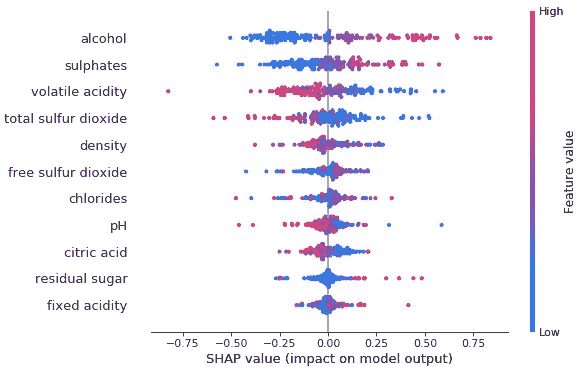 High
alcohol
sulphates
volatile acidity
total sulfur dioxide
density
free sulfur dioxide
chlorides
pH
citric acid
residual sugar
fixed acidity
Feature value
Low
−0.75 −0.50 −0.25 0.00 0.25 0.50 0.75
SHAP value (impact on model output)